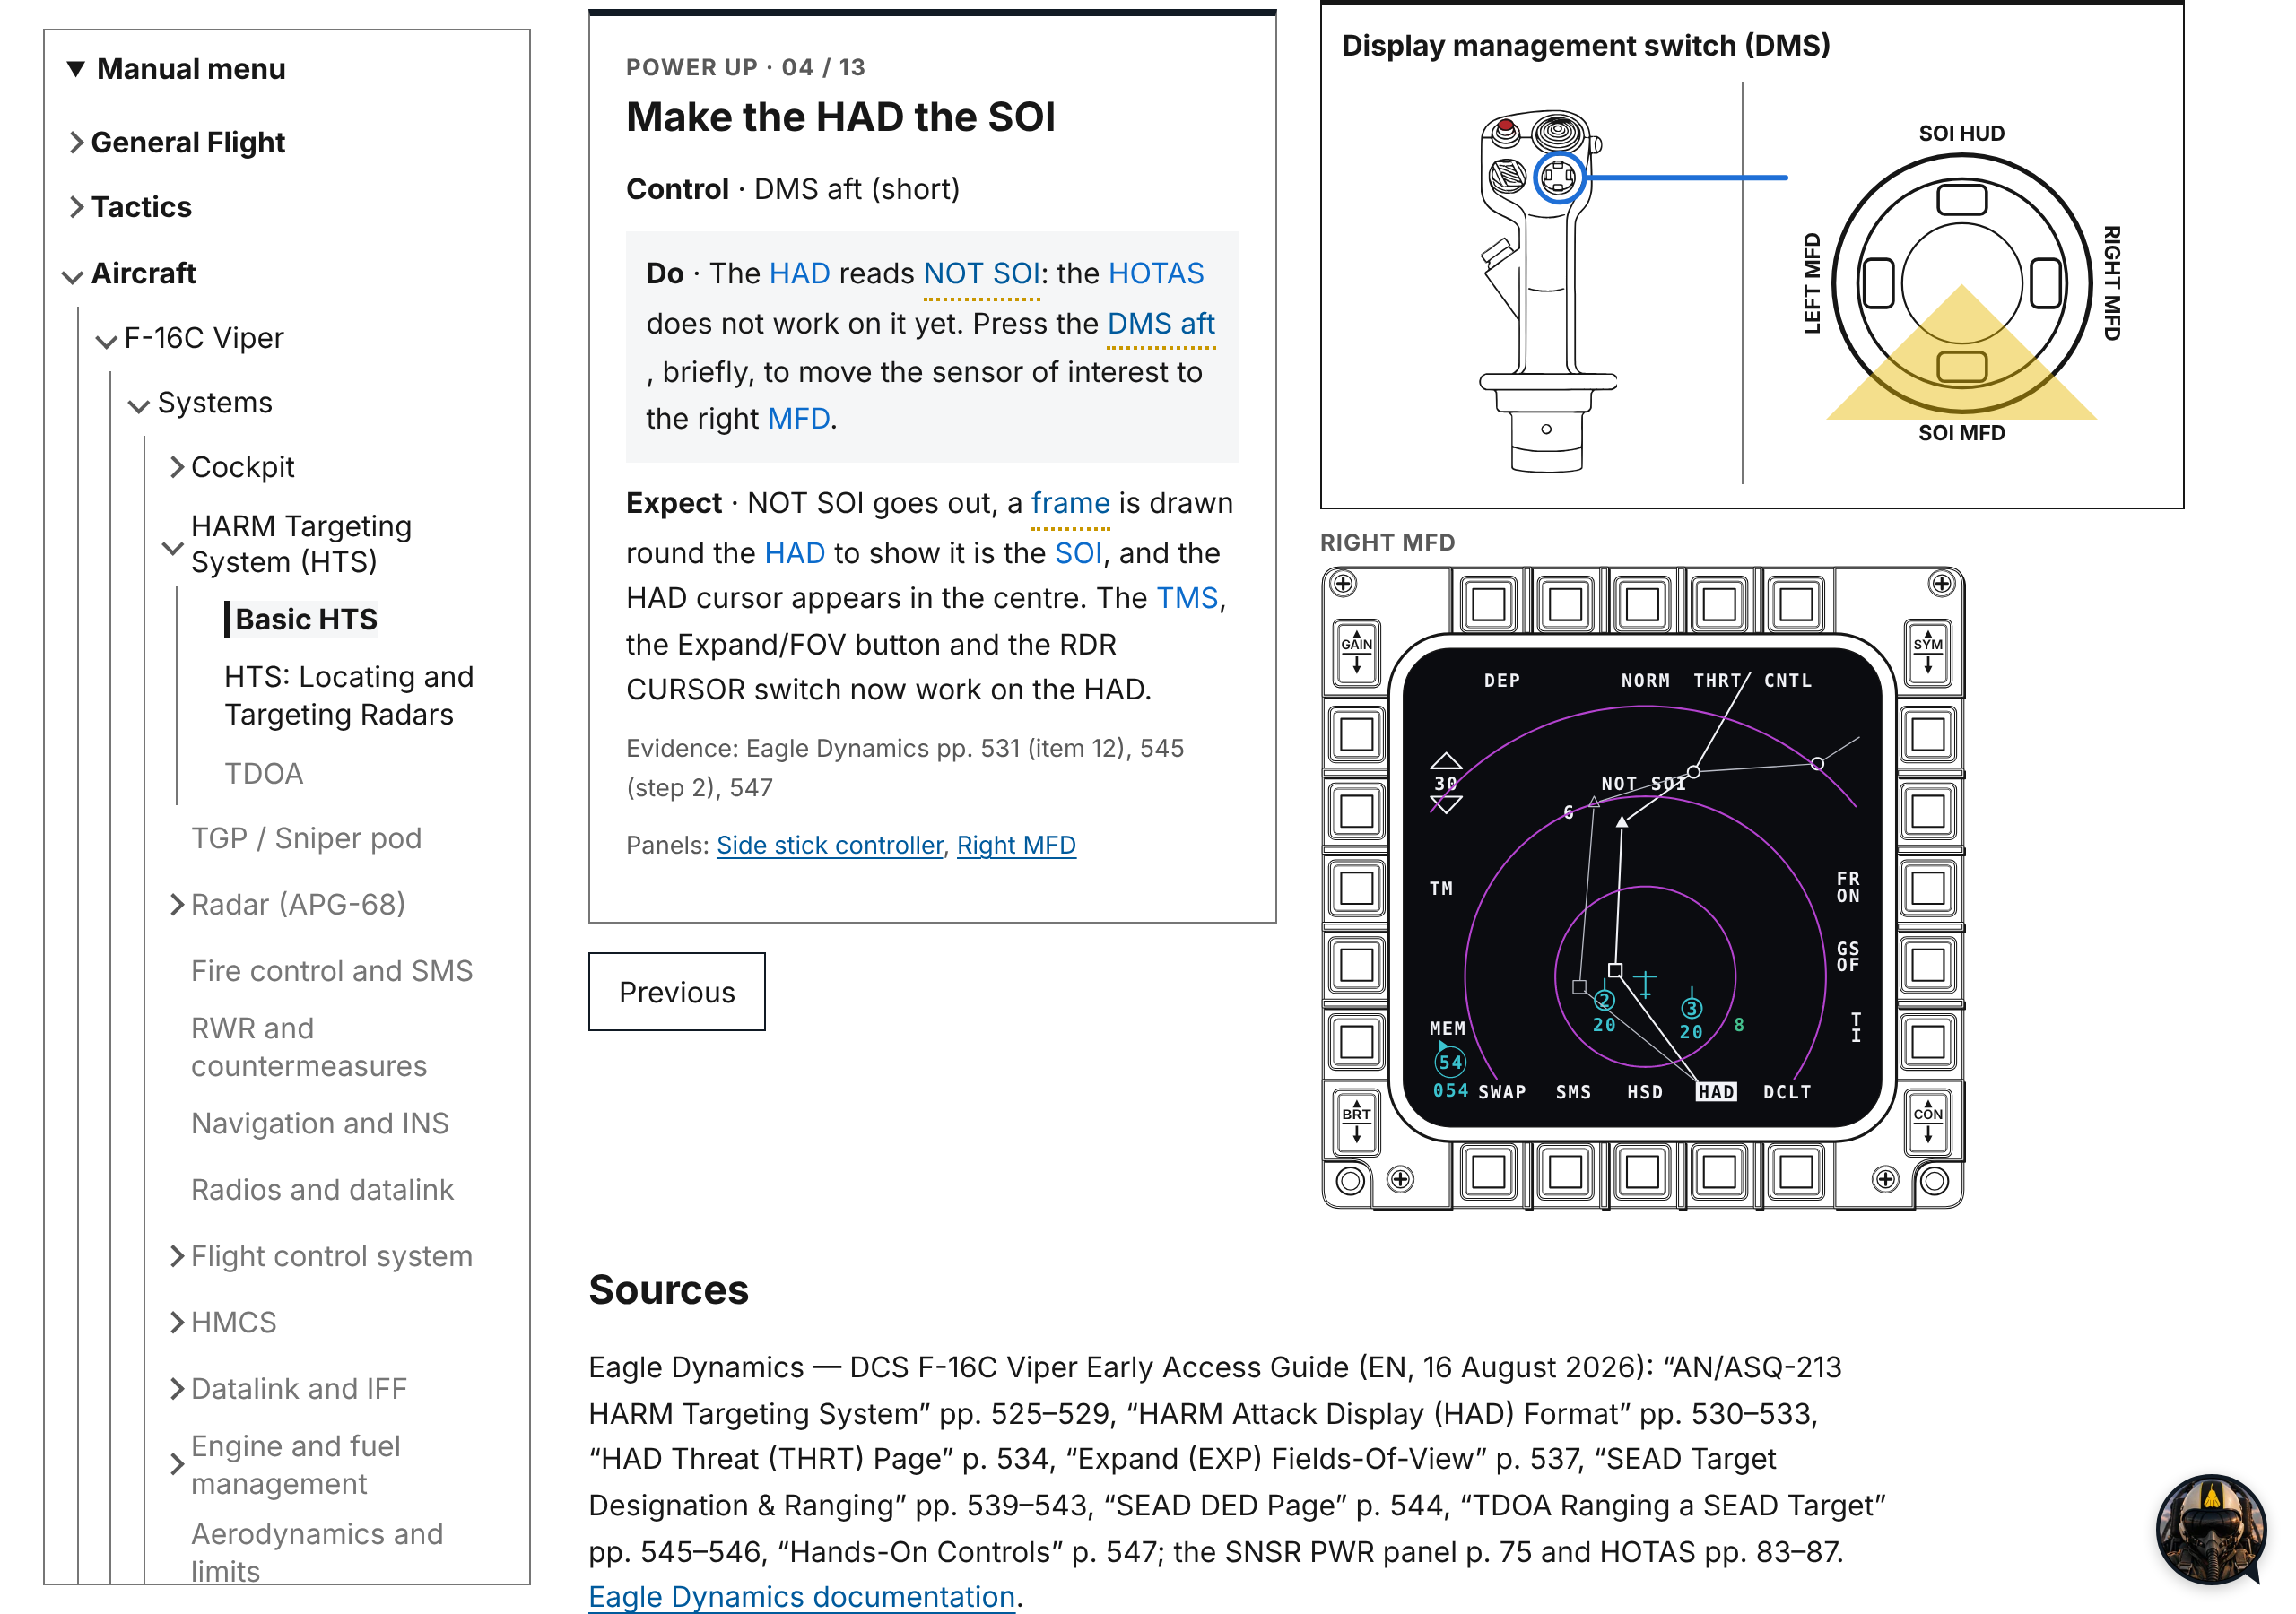 Manual menu
General Flight
Tactics
Aircraft
F-16C Viper
Systems
Cockpit
HARM Targeting
System (HTS)
Basic HTS
HTS: Locating and
Targeting Radars
TDOA
TGP / Sniper pod
Radar (APG-68)
Fire control and SMS
RWR and
countermeasures
Navigation and INS
Radios and datalink
Flight control system
HMCS
Datalink and IFF
Engine and fuel
management
Aerodynamics and
limits
POWER UP · 04 / 13
Make the HAD the SOI
Control · DMS aft (short)
Do · The HAD reads NOT SOI: the HOTAS
does not work on it yet. Press the DMS aft
, briefly, to move the sensor of interest to
the right MFD.
Expect · NOT SOI goes out, a frame is drawn
round the HAD to show it is the SOI, and the
HAD cursor appears in the centre. The TMS,
the Expand/FOV button and the RDR
CURSOR switch now work on the HAD.
Evidence: Eagle Dynamics pp. 531 (item 12), 545
(step 2), 547
Panels: Side stick controller, Right MFD
Previous
Display management switch (DMS)
SOI HUD
LEFT MFD
RIGHT MFD
SOI MFD
RIGHT MFD
GAIN
SYM
DEP NORM THRT CNTL
30
NOT SOI
6
TM
FR
ON
GS
OF
2
3
20
20
8
T
I
MEM
54
054
SWAP SMS HSD HAD DCLT
BRT
CON
Sources
Eagle Dynamics — DCS F-16C Viper Early Access Guide (EN, 16 August 2026): “AN/ASQ-213
HARM Targeting System” pp. 525–529, “HARM Attack Display (HAD) Format” pp. 530–533,
“HAD Threat (THRT) Page” p. 534, “Expand (EXP) Fields-Of-View” p. 537, “SEAD Target
Designation & Ranging” pp. 539–543, “SEAD DED Page” p. 544, “TDOA Ranging a SEAD Target”
pp. 545–546, “Hands-On Controls” p. 547; the SNSR PWR panel p. 75 and HOTAS pp. 83–87.
Eagle Dynamics documentation.